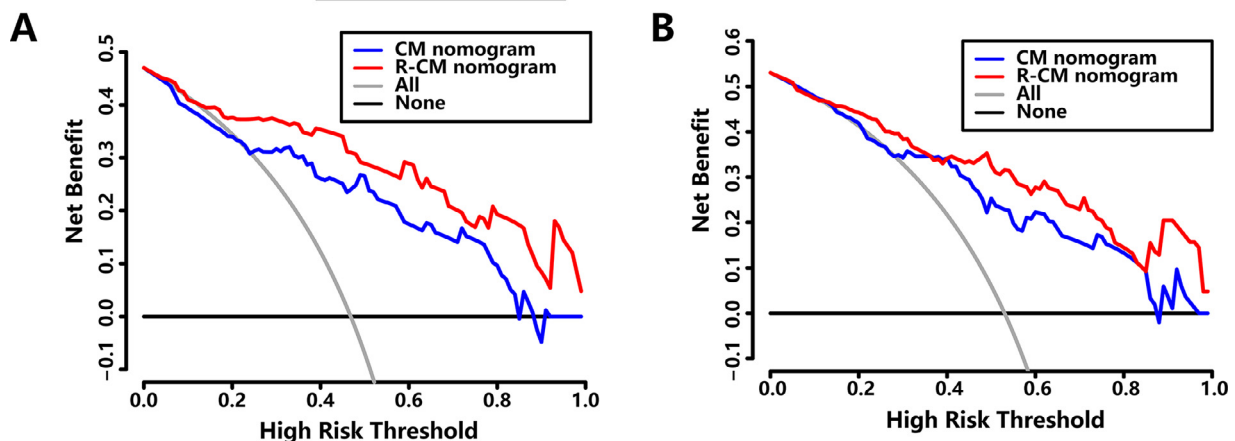 A
CM nomogram
R-CM nomogram
All
None
Net Benefit
0.5
0.4
0.3
0.2
0.1
0.0
−0.1
0.0 0.2 0.4 0.6 0.8 1.0
High Risk Threshold
B
CM nomogram
R-CM nomogram
All
None
Net Benefit
0.6
0.5
0.4
0.3
0.2
0.1
0.0
−0.1
0.0 0.2 0.4 0.6 0.8 1.0
High Risk Threshold